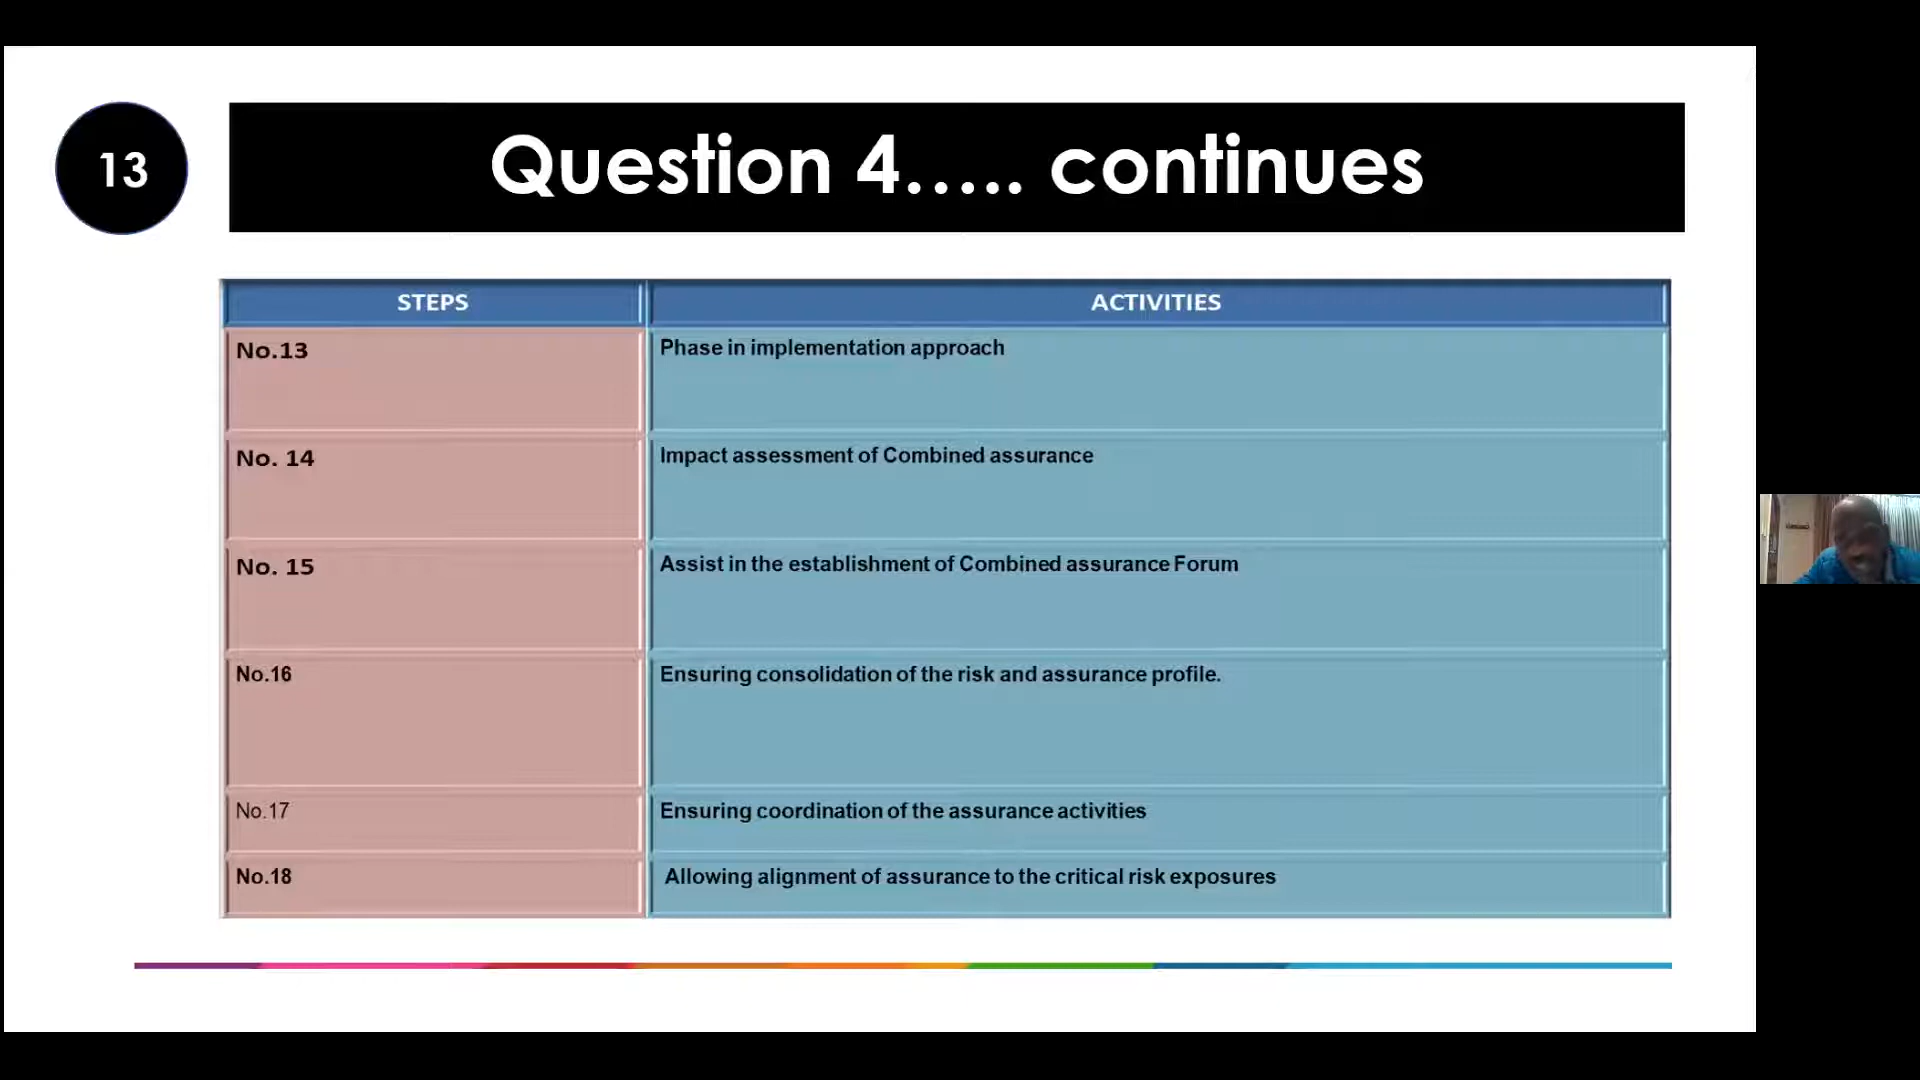 13
Question 4..... continues
STEPS
ACTIVITIES
No.13
Phase in implementation approach
No. 14
Impact assessment of Combined assurance
No. 15
Assist in the establishment of Combined assurance Forum
No.16
Ensuring consolidation of the risk and assurance profile.
No.17
Ensuring coordination of the assurance activities
No.18
Allowing alignment of assurance to the critical risk exposures